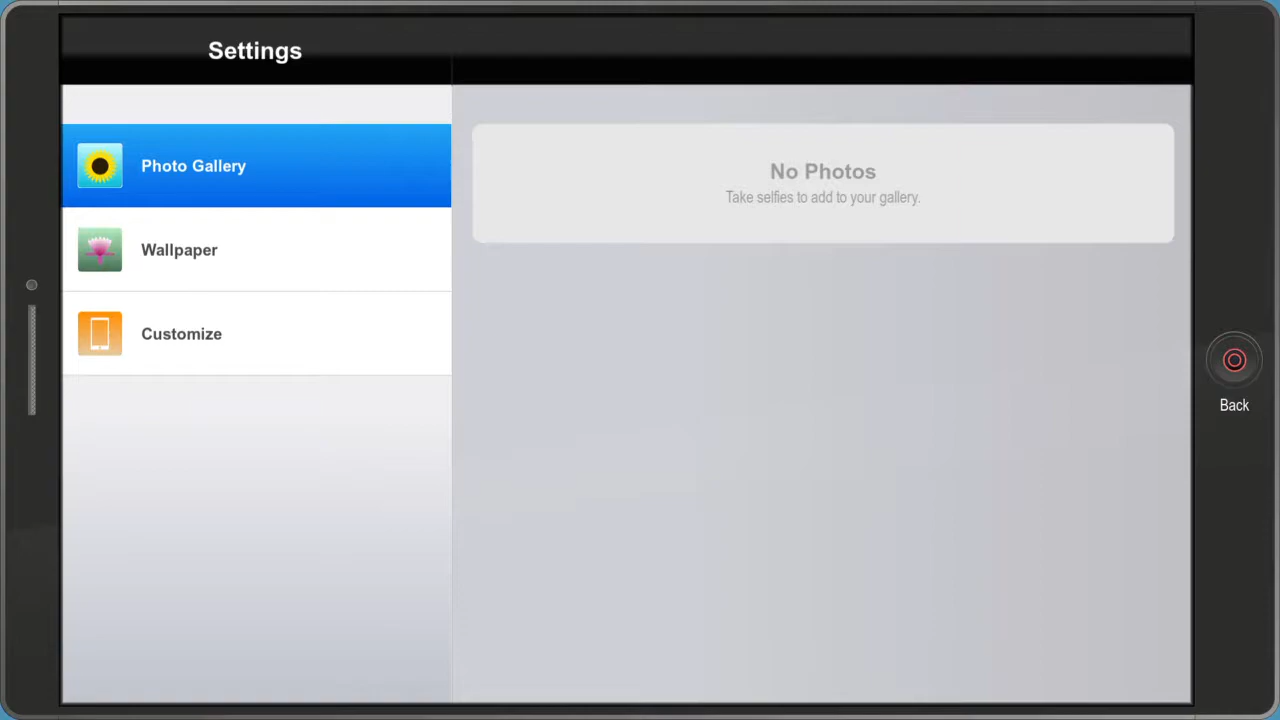 Settings
Photo Gallery
Wallpaper
Customize
No Photos
Take selfies to add to your gallery.
Back